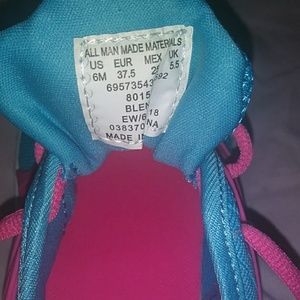 ALL MAN MADE MATERIALS
US EUR MEX UK
6M 37.5 5.5
8015
BLEN
EW/6 18
038370 NA
MADE IN